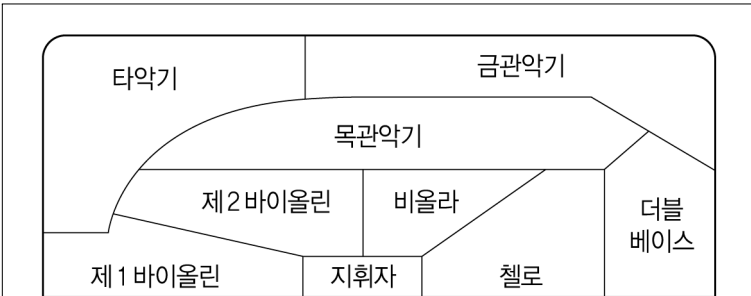 타악기
금관악기
목관악기
제2바이올린
비올라
더블
베이스
제1바이올린
지휘자
첼로